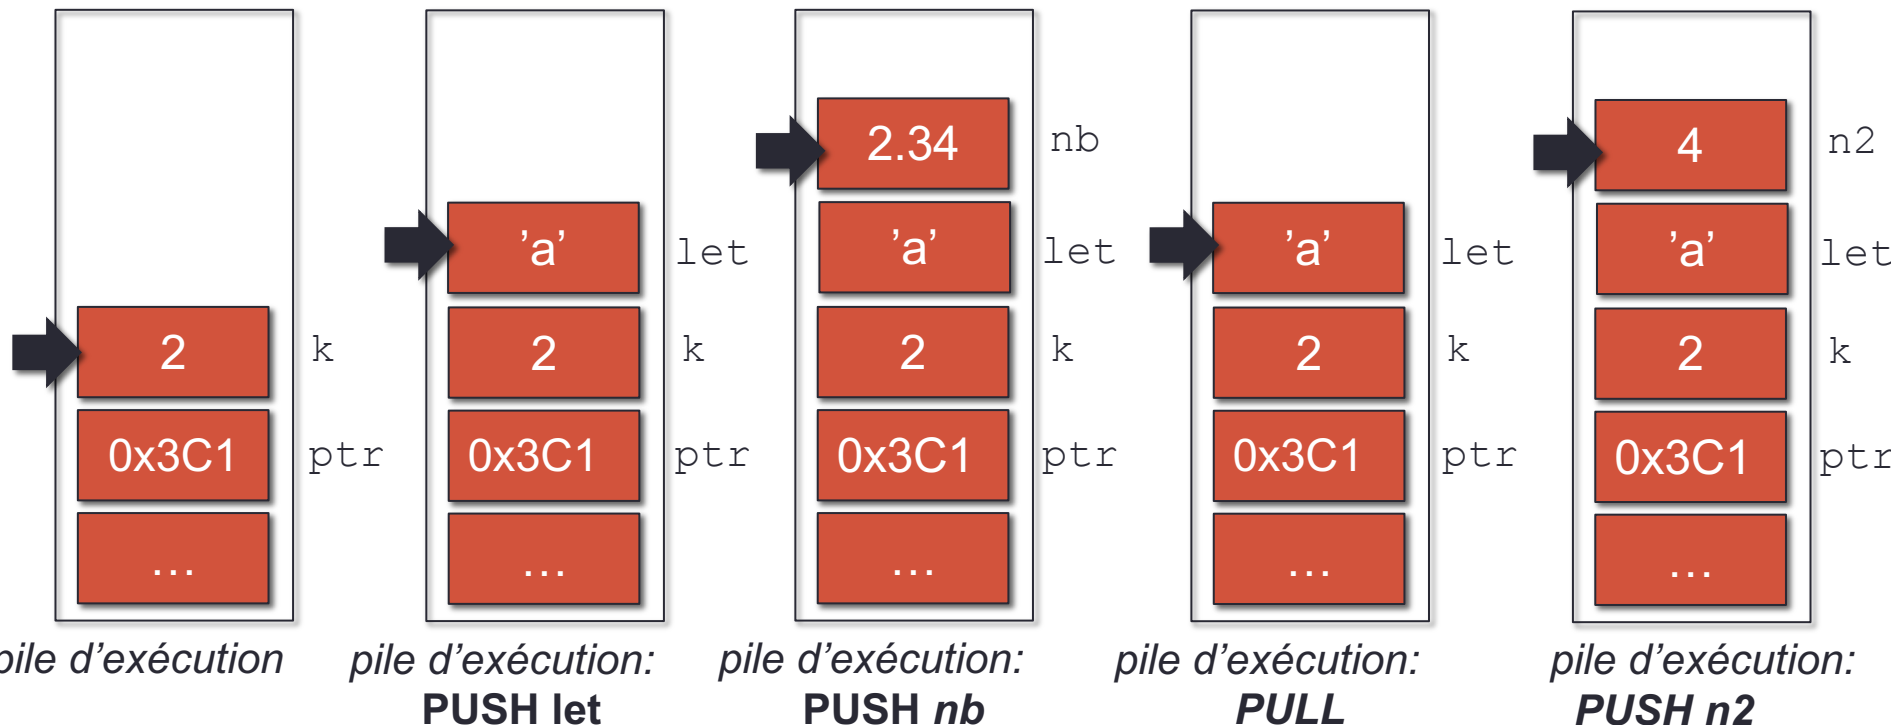 2 k
0x3C1 ptr
...
pile d'exécution
’a’ let
2 k
0x3C1 ptr
...
pile d'exécution:
PUSH let
2.34 nb
’a’ let
2 k
0x3C1 ptr
...
pile d'exécution:
PUSH nb
’a’ let
2 k
0x3C1 ptr
...
pile d'exécution:
PULL
4 n2
’a’ let
2 k
0x3C1 ptr
...
pile d'exécution:
PUSH n2